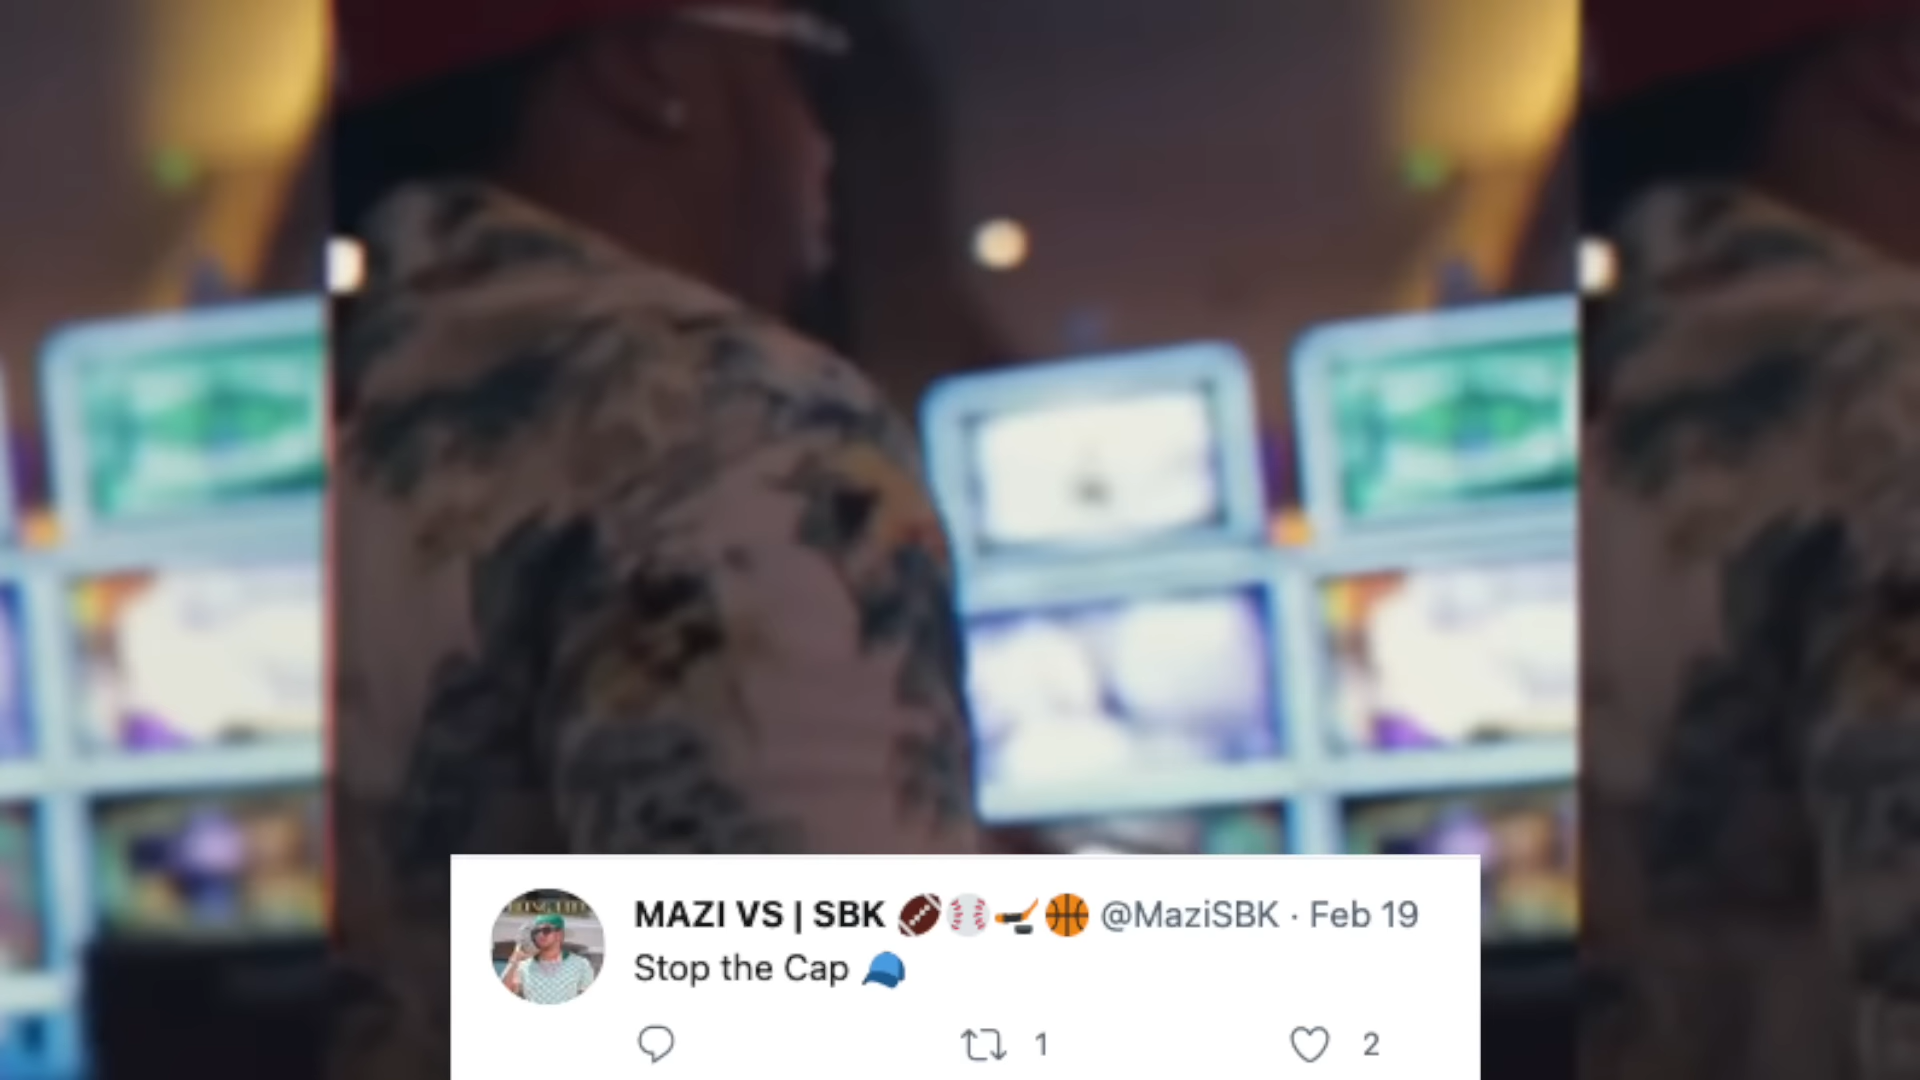 MAZI VS | SBK 🏈⚾🏒🏀 @MaziSBK · Feb 19
Stop the Cap 🧢
1
2